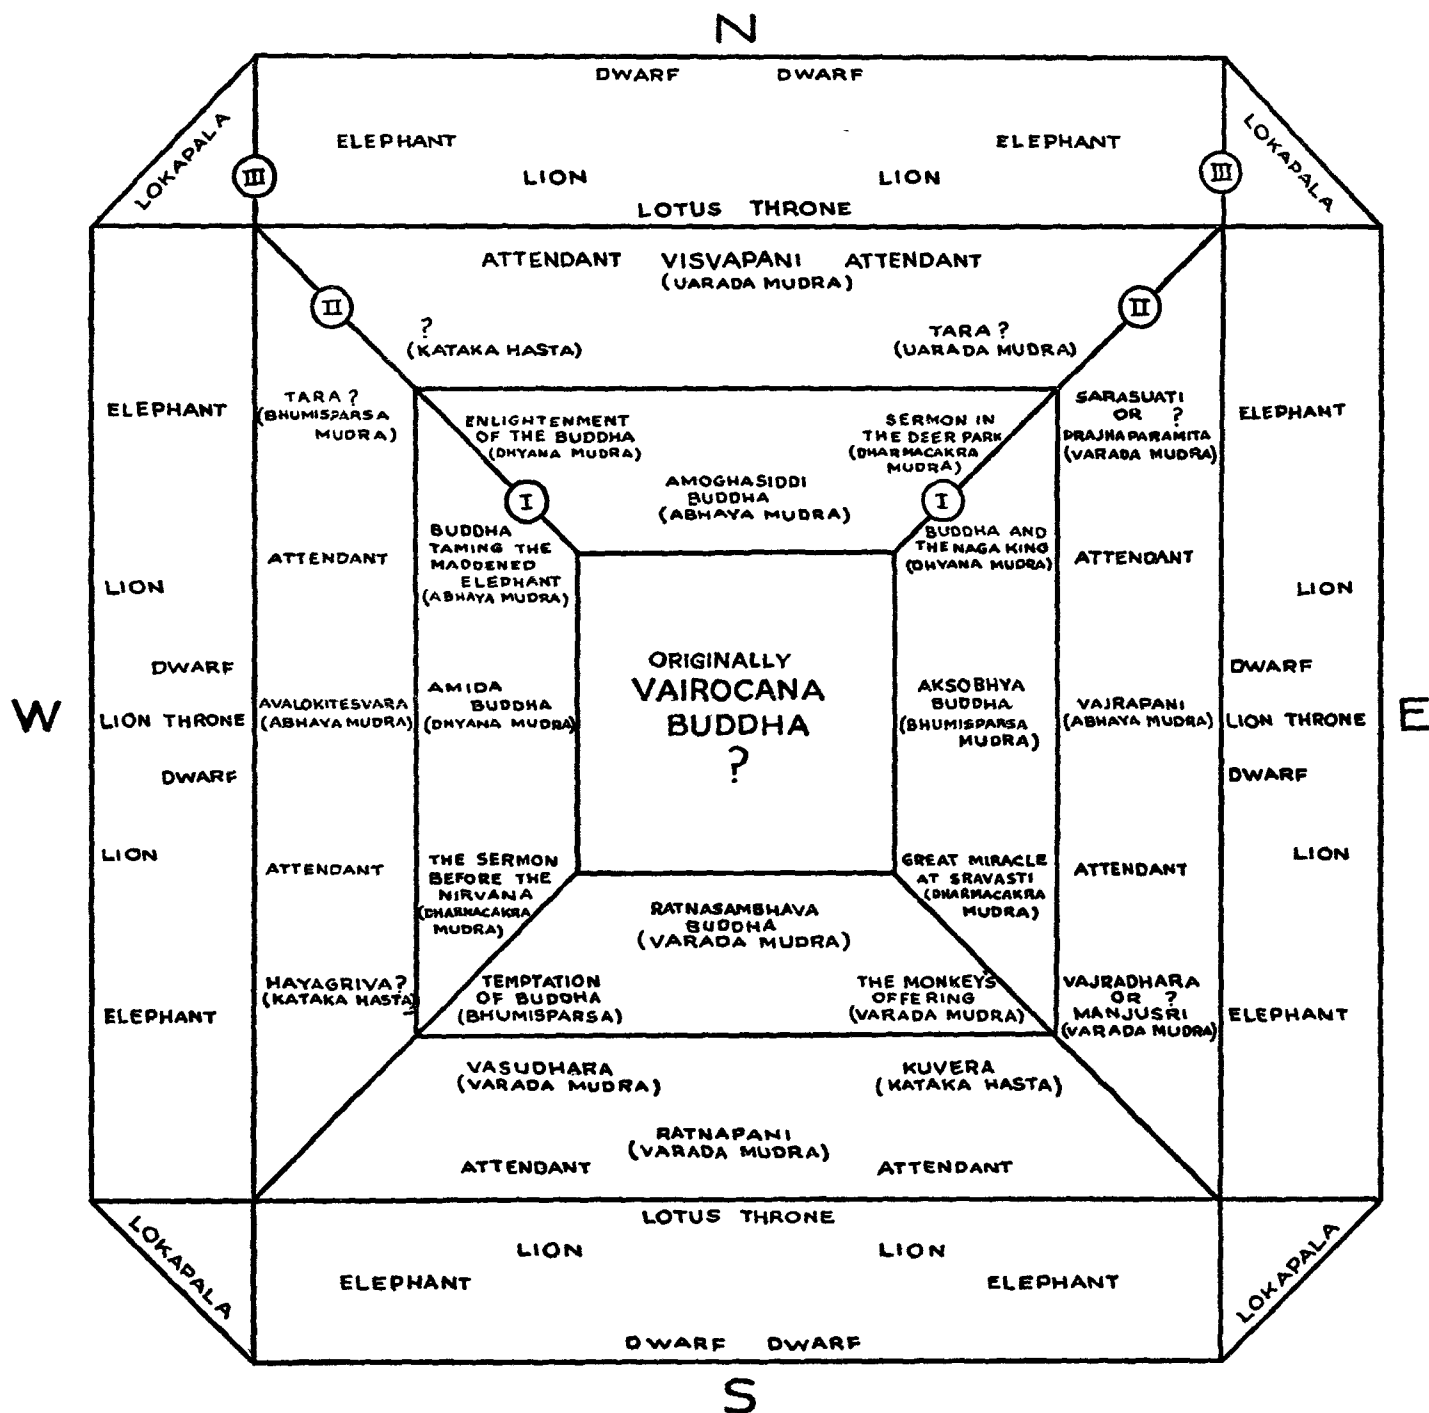 N
DWARF DWARF
LOKAPALA
ELEPHANT ELEPHANT
LOKAPALA
III
LION LION
III
LOTUS THRONE
ATTENDANT VISVAPANI ATTENDANT
(UARADA MUDRA)
II
II
?
(KATAKA HASTA)
TARA ?
(UARADA MUDRA)
ELEPHANT
TARA ?
(BHUMISPARSA
MUDRA)
ENLIGHTENMENT
OF THE BUDDHA
(DHYANA MUDRA)
SERMON IN
THE DEER PARK
(DHARMACAKRA
MUDRA)
SARASUATI
OR ?
PRAJNAPARAMITA
(VARADA MUDRA)
ELEPHANT
AMOGHASIDDI
BUDDHA
(ABHAYA MUDRA)
I
I
LION
ATTENDANT
BUDDHA
TAMING THE
MADDENED
ELEPHANT
(ABHAYA MUDRA)
BUDDHA AND
THE NAGA KING
(DHYANA MUDRA)
ATTENDANT
LION
W
DWARF
LION THRONE
DWARF
AVALOKITESVARA
(ABHAYA MUDRA)
AMIDA
BUDDHA
(DHYANA MUDRA)
ORIGINALLY
VAIROCANA
BUDDHA
?
AKSOBHYA
BUDDHA
(BHUMISPARSA
MUDRA)
VAJRAPANI
(ABHAYA MUDRA)
DWARF
LION THRONE
DWARF
E
LION
ATTENDANT
THE SERMON
BEFORE THE
NIRVANA
(DHARMACAKRA
MUDRA)
GREAT MIRACLE
AT SRAVASTI
(DHARMACAKRA
MUDRA)
ATTENDANT
LION
RATNASAMBHAVA
BUDDHA
(VARADA MUDRA)
ELEPHANT
HAYAGRIVA ?
(KATAKA HASTA)
TEMPTATION
OF BUDDHA
(BHUMISPARSA)
THE MONKEY'S
OFFERING
(VARADA MUDRA)
VAJRADHARA
OR ?
MANJUSRI
(VARADA MUDRA)
ELEPHANT
VASUDHARA
(VARADA MUDRA)
KUVERA
(KATAKA HASTA)
RATNAPANI
(VARADA MUDRA)
ATTENDANT ATTENDANT
LOTUS THRONE
LOKAPALA
LION LION
ELEPHANT ELEPHANT
LOKAPALA
DWARF DWARF
S